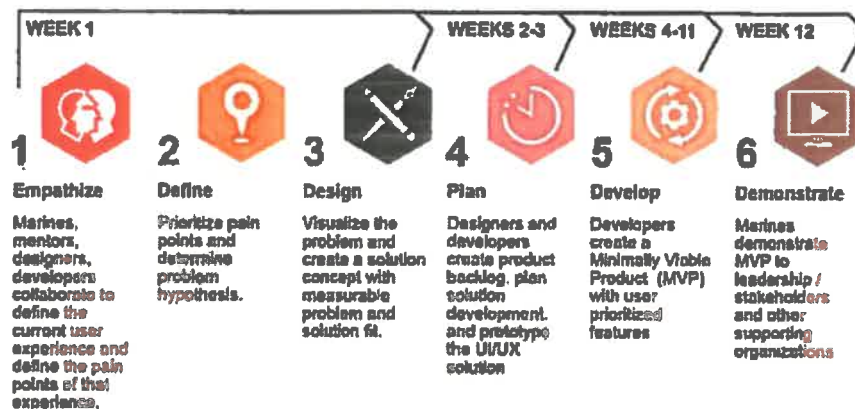 WEEK 1
WEEKS 2-3
WEEKS 4-11
WEEK 12
1
Empathize
Marines,
mentors,
designers,
developers
collaborate to
define the
current user
experience and
define the pain
points of that
experience.
2
Define
Prioritize pain
points and
determine
problem
hypothesis.
3
Design
Visualize the
problem and
create a solution
concept with
measurable
problem and
solution fit.
4
Plan
Designers and
developers
create product
backlog, plan
solution
development,
and prototype
the UI/UX
solution
5
Develop
Developers
create a
Minimally Viable
Product (MVP)
with user
prioritized
features
6
Demonstrate
Marines
demonstrate
MVP to
leadership /
stakeholders
and other
supporting
organizations